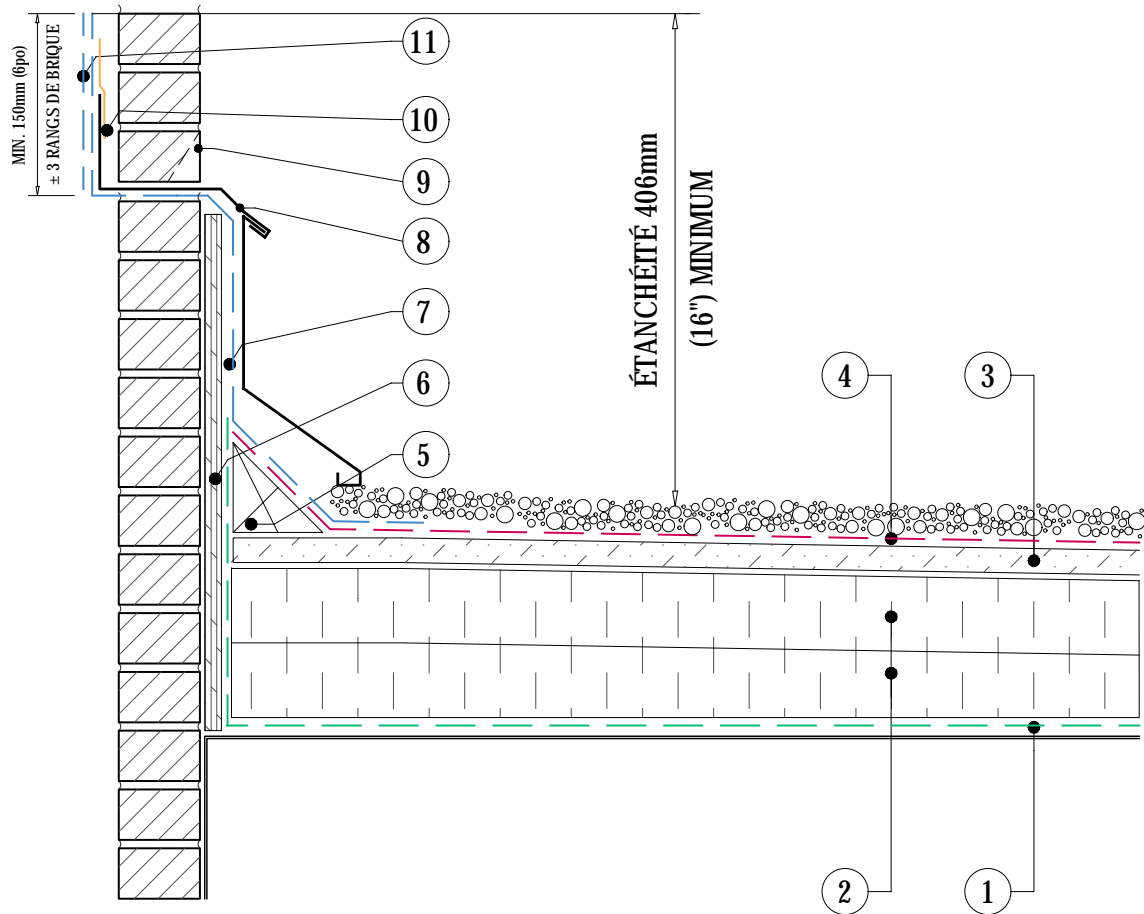 MIN. 150mm (6po)
± 3 RANGS DE BRIQUE
11
10
9
8
7
6
5
ÉTANCHÉITÉ 406mm
(16") MINIMUM
4
3
2
1